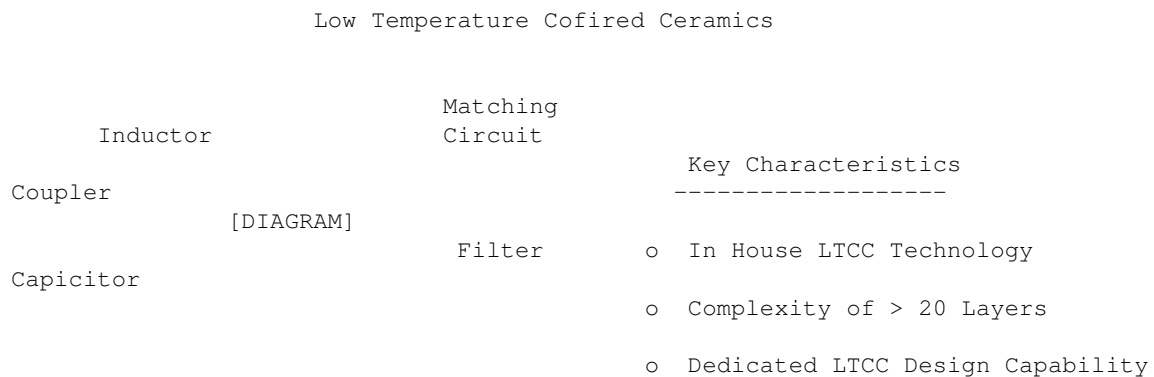 Low Temperature Cofired Ceramics
Matching
Inductor Circuit
Key Characteristics
Coupler -------------------
[DIAGRAM]
Filter o In House LTCC Technology
Capicitor
o Complexity of > 20 Layers
o Dedicated LTCC Design Capability